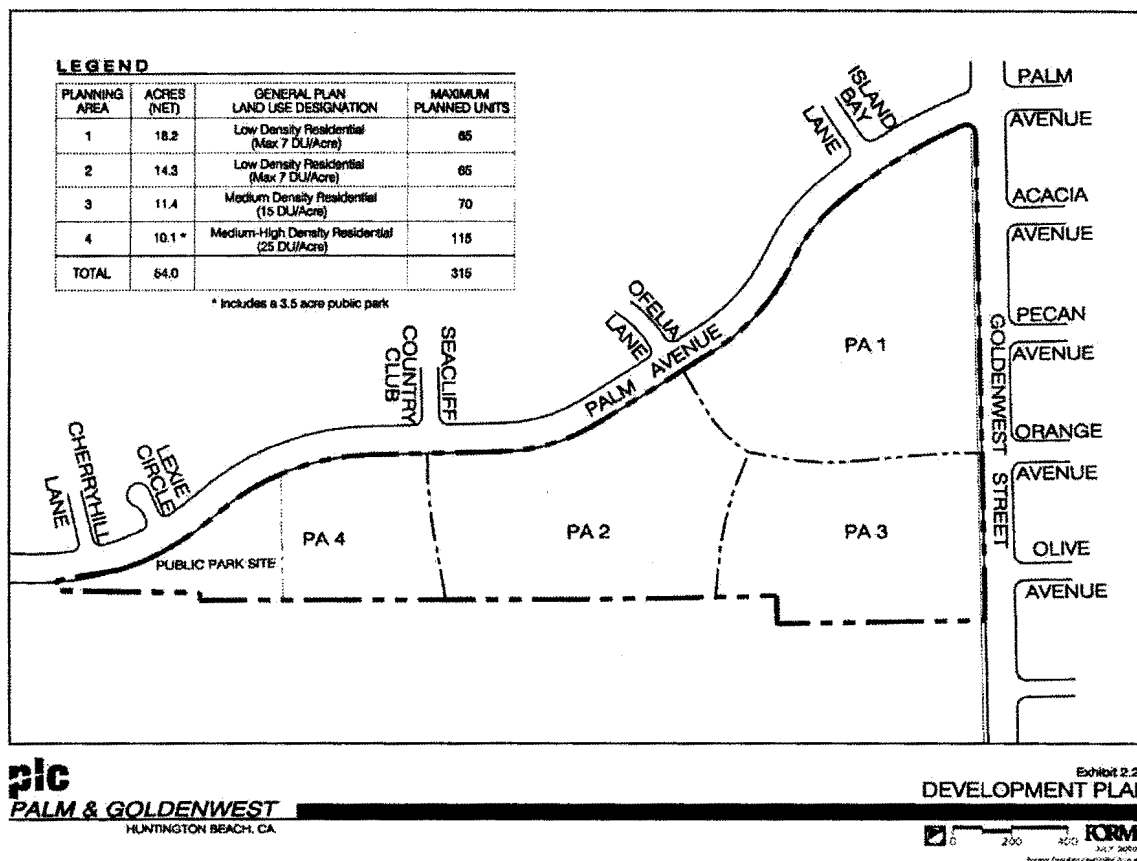 LEGEND
PLANNING AREA | ACRES (NET) | GENERAL PLAN LAND USE DESIGNATION | MAXIMUM PLANNED UNITS
1 | 18.2 | Low Density Residential (Max 7 DU/Acre) | 65
2 | 14.3 | Low Density Residential (Max 7 DU/Acre) | 65
3 | 11.4 | Medium Density Residential (15 DU/Acre) | 70
4 | 10.1 * | Medium-High Density Residential (25 DU/Acre) | 115
TOTAL | 54.0 | 315
* Includes a 3.5 acre public park
ISLAND BAY
LANE
PALM
AVENUE
ACACIA
AVENUE
PECAN
AVENUE
ORANGE
AVENUE
OLIVE
AVENUE
GOLDENWEST STREET
OFELIA
LANE
PALM AVENUE
SEACLIFF
COUNTRY CLUB
LEXIE CIRCLE
CHERRYHILL
LANE
PA 1
PA 2
PA 3
PA 4
PUBLIC PARK SITE
plc
PALM & GOLDENWEST
HUNTINGTON BEACH, CA
Exhibit 2.2
DEVELOPMENT PLAN
0 200 400
FORM